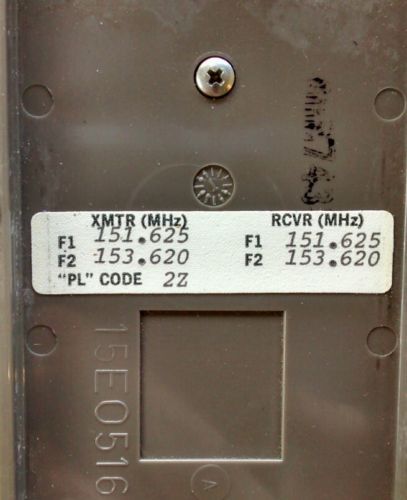 XMTR (MHz) RCVR (MHz)
F1 151.625 F1 151.625
F2 153.620 F2 153.620
"PL" CODE 2Z
15E0516
A